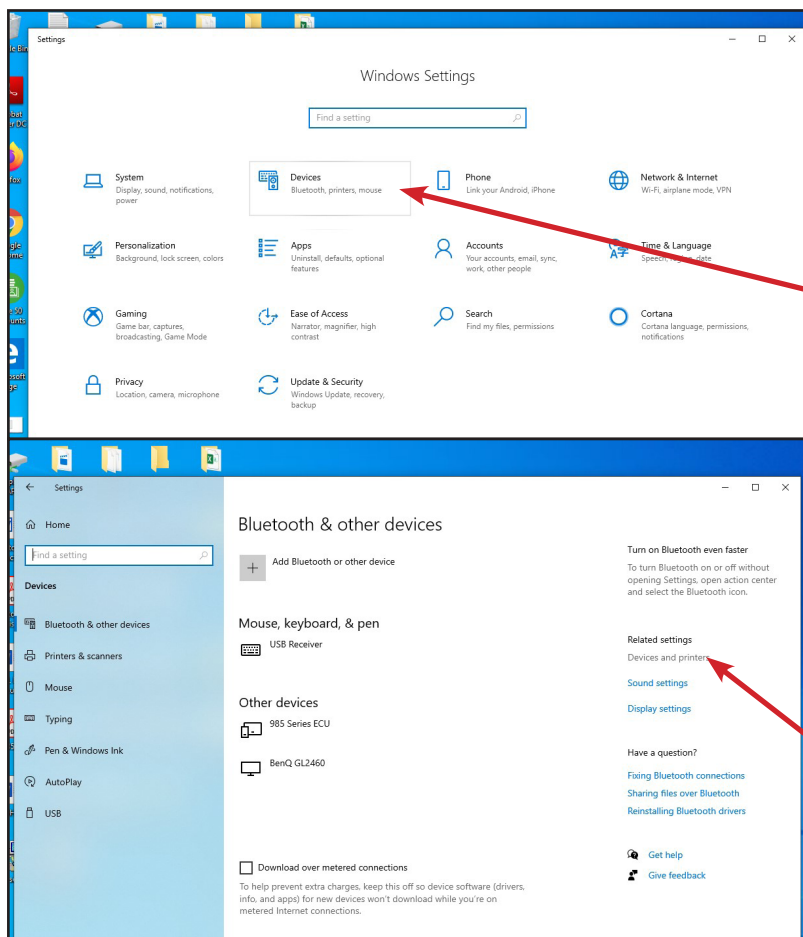 Settings
Windows Settings
Find a setting
System
Display, sound, notifications,
power
Devices
Bluetooth, printers, mouse
Phone
Link your Android, iPhone
Network & Internet
Wi-Fi, airplane mode, VPN
Personalization
Background, lock screen, colors
Apps
Uninstall, defaults, optional
features
Accounts
Your accounts, email, sync,
work, other people
Time & Language
Speech, region, date
Gaming
Game bar, captures,
broadcasting, Game Mode
Ease of Access
Narrator, magnifier, high
contrast
Search
Find my files, permissions
Cortana
Cortana language, permissions,
notifications
Privacy
Location, camera, microphone
Update & Security
Windows Update, recovery,
backup
Settings
Home
Find a setting
Devices
Bluetooth & other devices
Printers & scanners
Mouse
Typing
Pen & Windows Ink
AutoPlay
USB
Bluetooth & other devices
Add Bluetooth or other device
Mouse, keyboard, & pen
USB Receiver
Other devices
985 Series ECU
BenQ GL2460
Download over metered connections
To help prevent extra charges, keep this off so device software (drivers,
info, and apps) for new devices won't download while you're on
metered Internet connections.
Turn on Bluetooth even faster
To turn Bluetooth on or off without
opening Settings, open action center
and select the Bluetooth icon.
Related settings
Devices and printers
Sound settings
Display settings
Have a question?
Fixing Bluetooth connections
Sharing files over Bluetooth
Reinstalling Bluetooth drivers
Get help
Give feedback